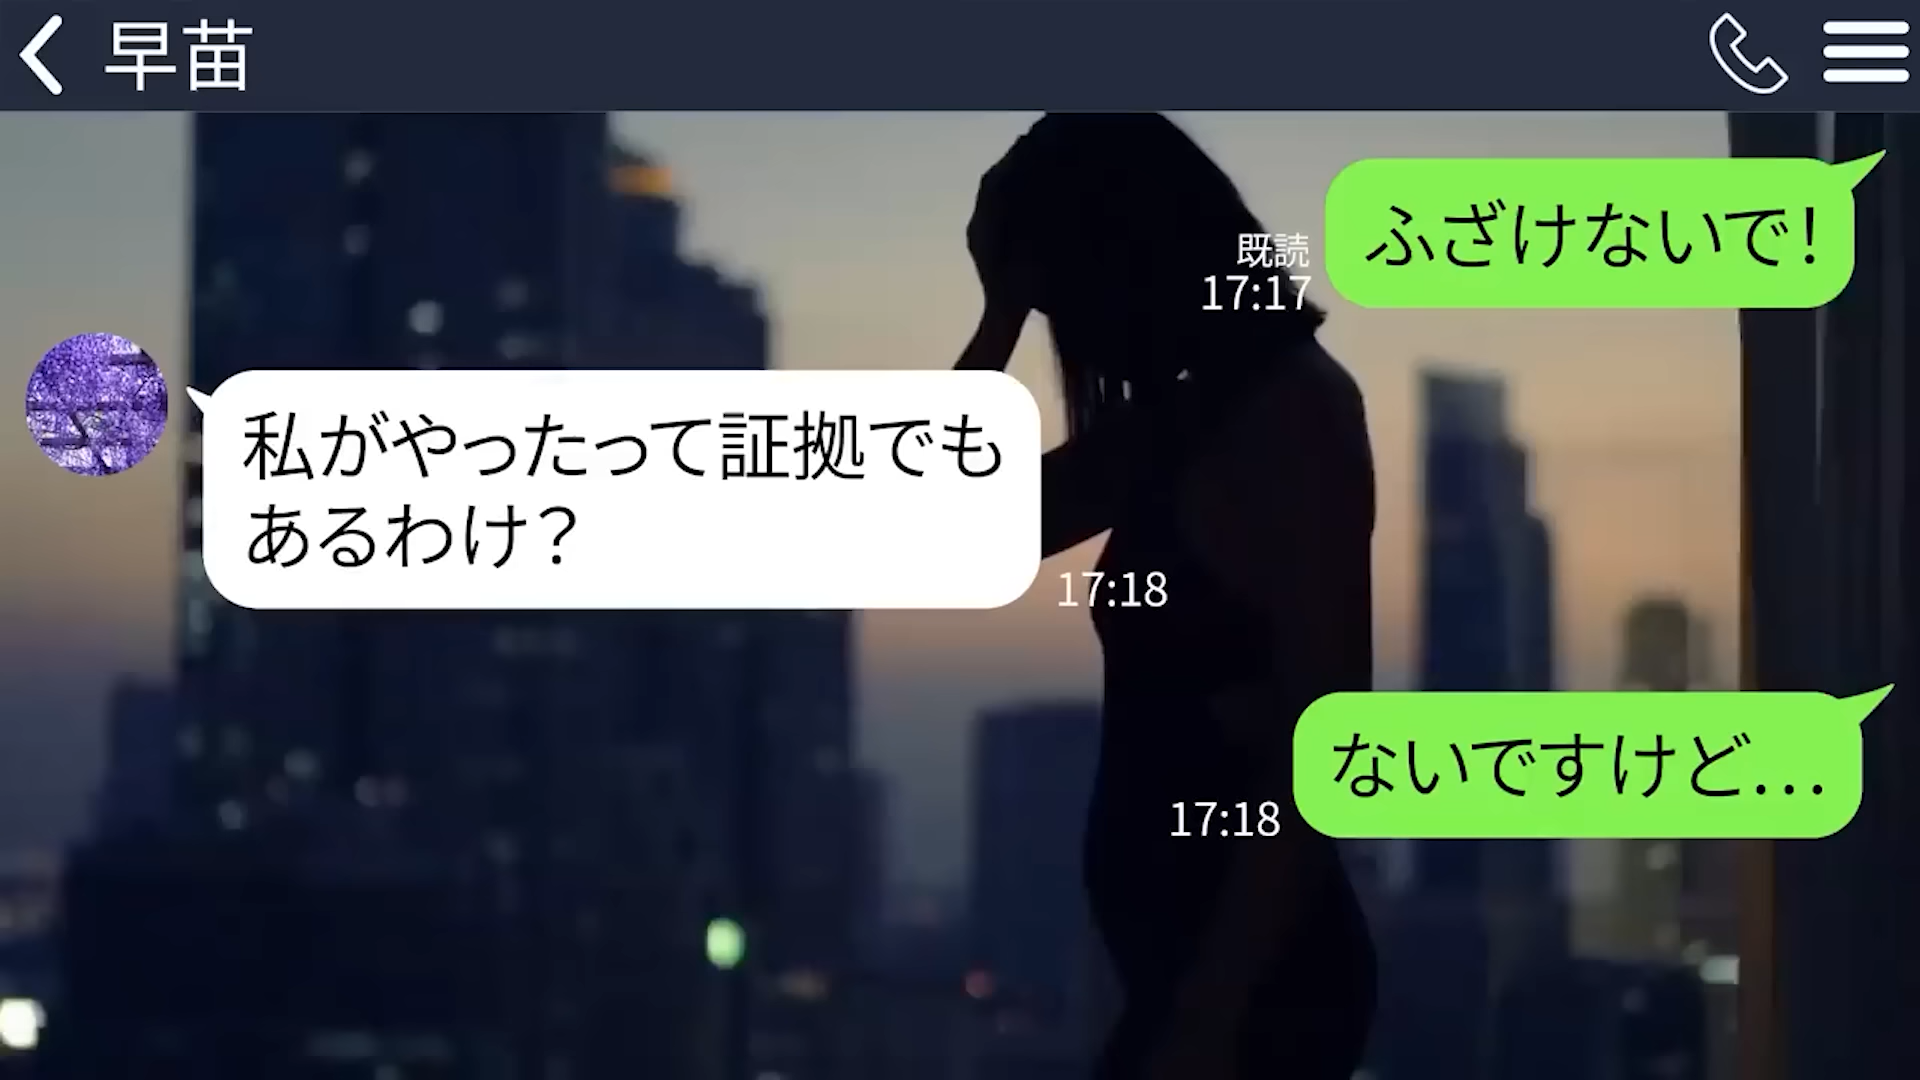 早苗
ふざけないで!
既読
17:17
私がやったって証拠でも
あるわけ?
17:18
ないですけど…
17:18